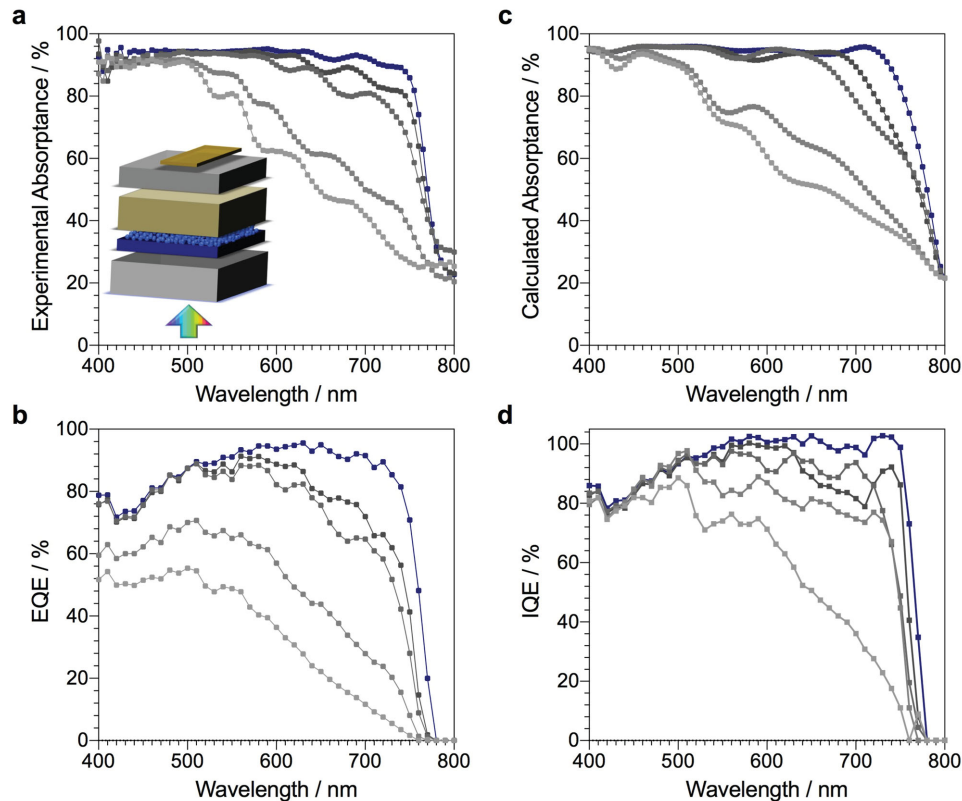 a
100
80
60
40
20
0
Experimental Absorptance / %
400 500 600 700 800
Wavelength / nm
c
100
80
60
40
20
0
Calculated Absorptance / %
400 500 600 700 800
Wavelength / nm
b
100
80
60
40
20
0
EQE / %
400 500 600 700 800
Wavelength / nm
d
100
80
60
40
20
0
IQE / %
400 500 600 700 800
Wavelength / nm